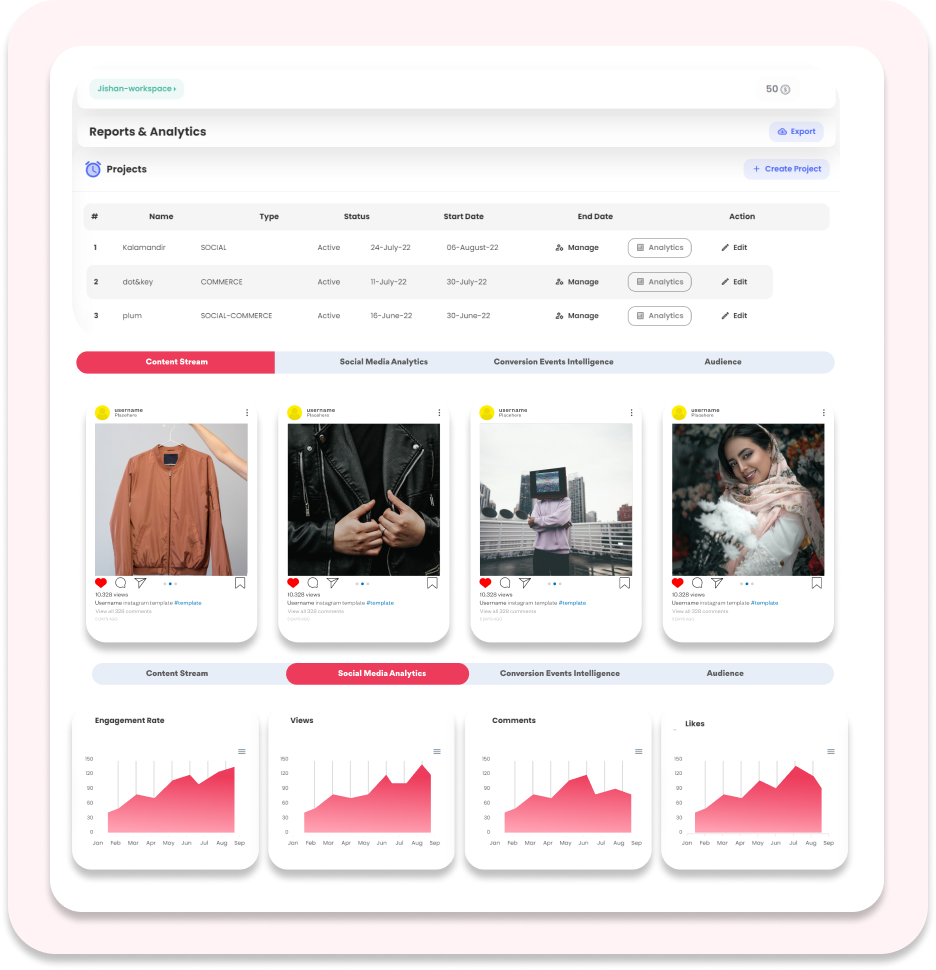 Jishan-workspace ›
50
Reports & Analytics
Export
Projects
+ Create Project
# Name Type Status Start Date End Date Action
1 Kalamandir SOCIAL Active 24-July-22 06-August-22 Manage Analytics Edit
2 dot&key COMMERCE Active 11-July-22 30-July-22 Manage Analytics Edit
3 plum SOCIAL-COMMERCE Active 16-June-22 30-June-22 Manage Analytics Edit
Content Stream Social Media Analytics Conversion Events Intelligence Audience
username username username username
Placehere Placehere Placehere Placehere
10.328 views 10.328 views 10.328 views 10.328 views
Username instagram template #template Username instagram template #template Username instagram template #template Username instagram template #template
View all 328 comments View all 328 comments View all 328 comments View all 328 comments
Content Stream Social Media Analytics Conversion Events Intelligence Audience
Engagement Rate Views Comments Likes
150 150 150 150
120 120 120 120
90 90 90 90
60 60 60 60
30 30 30 30
0 0 0 0
Jan Feb Mar Apr May Jun Jul Aug Sep Jan Feb Mar Apr May Jun Jul Aug Sep Jan Feb Mar Apr May Jun Jul Aug Sep Jan Feb Mar Apr May Jun Jul Aug Sep